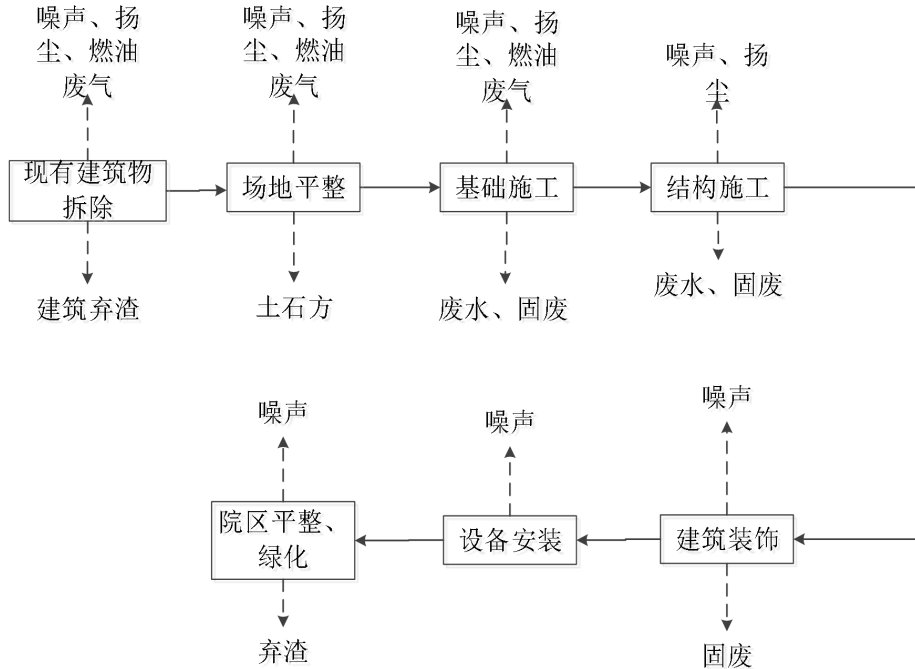 噪声、扬
尘、燃油
废气
噪声、扬
尘、燃油
废气
噪声、扬
尘、燃油
废气
噪声、扬
尘
现有建筑物
拆除
场地平整
基础施工
结构施工
建筑弃渣
土石方
废水、固废
废水、固废
噪声
噪声
噪声
院区平整、
绿化
设备安装
建筑装饰
弃渣
固废